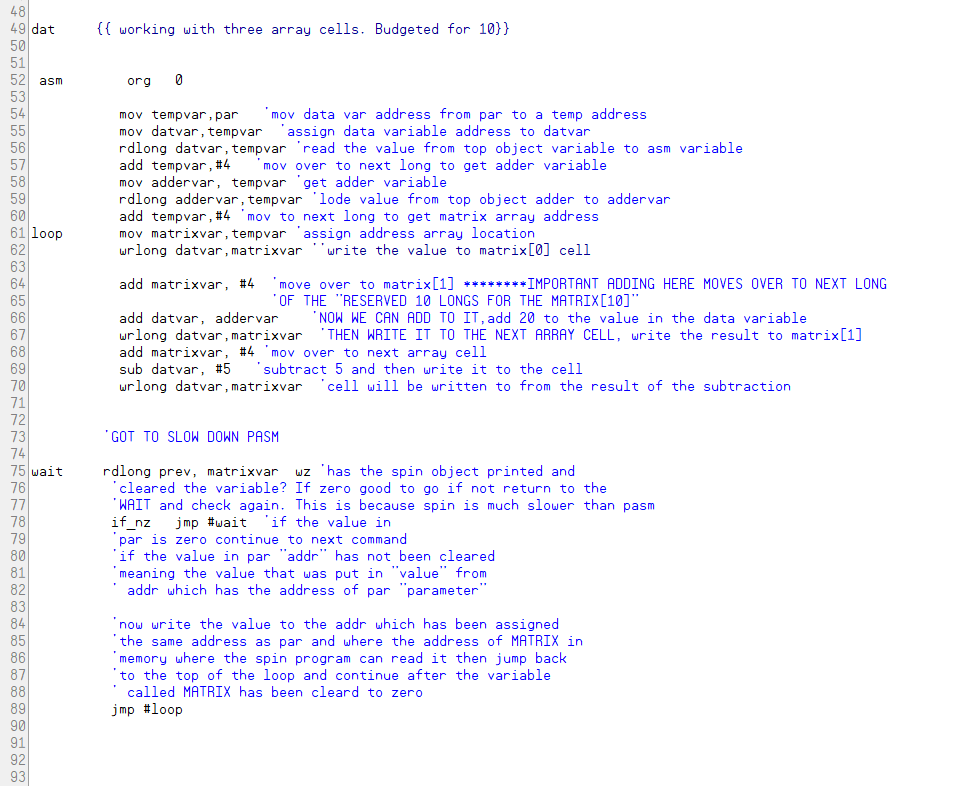 48
49 dat {{ working with three array cells. Budgeted for 10}}
50
51
52 asm org 0
53
54 mov tempvar,par 'mov data var address from par to a temp address
55 mov datvar,tempvar 'assign data variable address to datvar
56 rdlong datvar,tempvar 'read the value from top object variable to asm variable
57 add tempvar,#4 'mov over to next long to get adder variable
58 mov addervar, tempvar 'get adder variable
59 rdlong addervar,tempvar 'lode value from top object adder to addervar
60 add tempvar,#4 'mov to next long to get matrix array address
61 loop mov matrixvar,tempvar 'assign address array location
62 wrlong datvar,matrixvar ''write the value to matrix[0] cell
63
64 add matrixvar, #4 'move over to matrix[1] ********IMPORTANT ADDING HERE MOVES OVER TO NEXT LONG
65 'OF THE "RESERVED 10 LONGS FOR THE MATRIX[10]"
66 add datvar, addervar 'NOW WE CAN ADD TO IT,add 20 to the value in the data variable
67 wrlong datvar,matrixvar 'THEN WRITE IT TO THE NEXT ARRAY CELL, write the result to matrix[1]
68 add matrixvar, #4 'mov over to next array cell
69 sub datvar, #5 'subtract 5 and then write it to the cell
70 wrlong datvar,matrixvar 'cell will be written to from the result of the subtraction
71
72
73 'GOT TO SLOW DOWN PASM
74
75 wait rdlong prev, matrixvar wz 'has the spin object printed and
76 'cleared the variable? If zero good to go if not return to the
77 'WAIT and check again. This is because spin is much slower than pasm
78 if_nz jmp #wait 'if the value in
79 'par is zero continue to next command
80 'if the value in par "addr" has not been cleared
81 'meaning the value that was put in "value" from
82 ' addr which has the address of par "parameter"
83
84 'now write the value to the addr which has been assigned
85 'the same address as par and where the address of MATRIX in
86 'memory where the spin program can read it then jump back
87 'to the top of the loop and continue after the variable
88 ' called MATRIX has been cleard to zero
89 jmp #loop
90
91
92
93